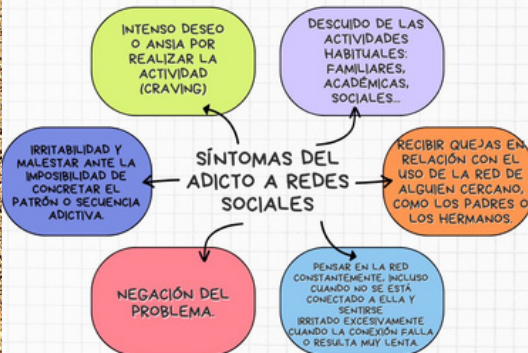 INTENSO DESEO
O ANSIA POR
REALIZAR LA
ACTIVIDAD
(CRAVING)
DESCUIDO DE LAS
ACTIVIDADES
HABITUALES:
FAMILIARES,
ACADÉMICAS,
SOCIALES...
IRRITABILIDAD Y
MALESTAR ANTE LA
IMPOSIBILIDAD DE
CONCRETAR EL
PATRÓN O SECUENCIA
ADICTIVA.
SÍNTOMAS DEL
ADICTO A REDES
SOCIALES
RECIBIR QUEJAS EN
RELACIÓN CON EL
USO DE LA RED DE
ALGUIEN CERCANO,
COMO LOS PADRES O
LOS HERMANOS.
NEGACIÓN DEL
PROBLEMA.
PENSAR EN LA RED
CONSTANTEMENTE, INCLUSO
CUANDO NO SE ESTÁ
CONECTADO A ELLA Y
SENTIRSE
IRRITADO EXCESIVAMENTE
CUANDO LA CONEXIÓN FALLA
O RESULTA MUY LENTA.